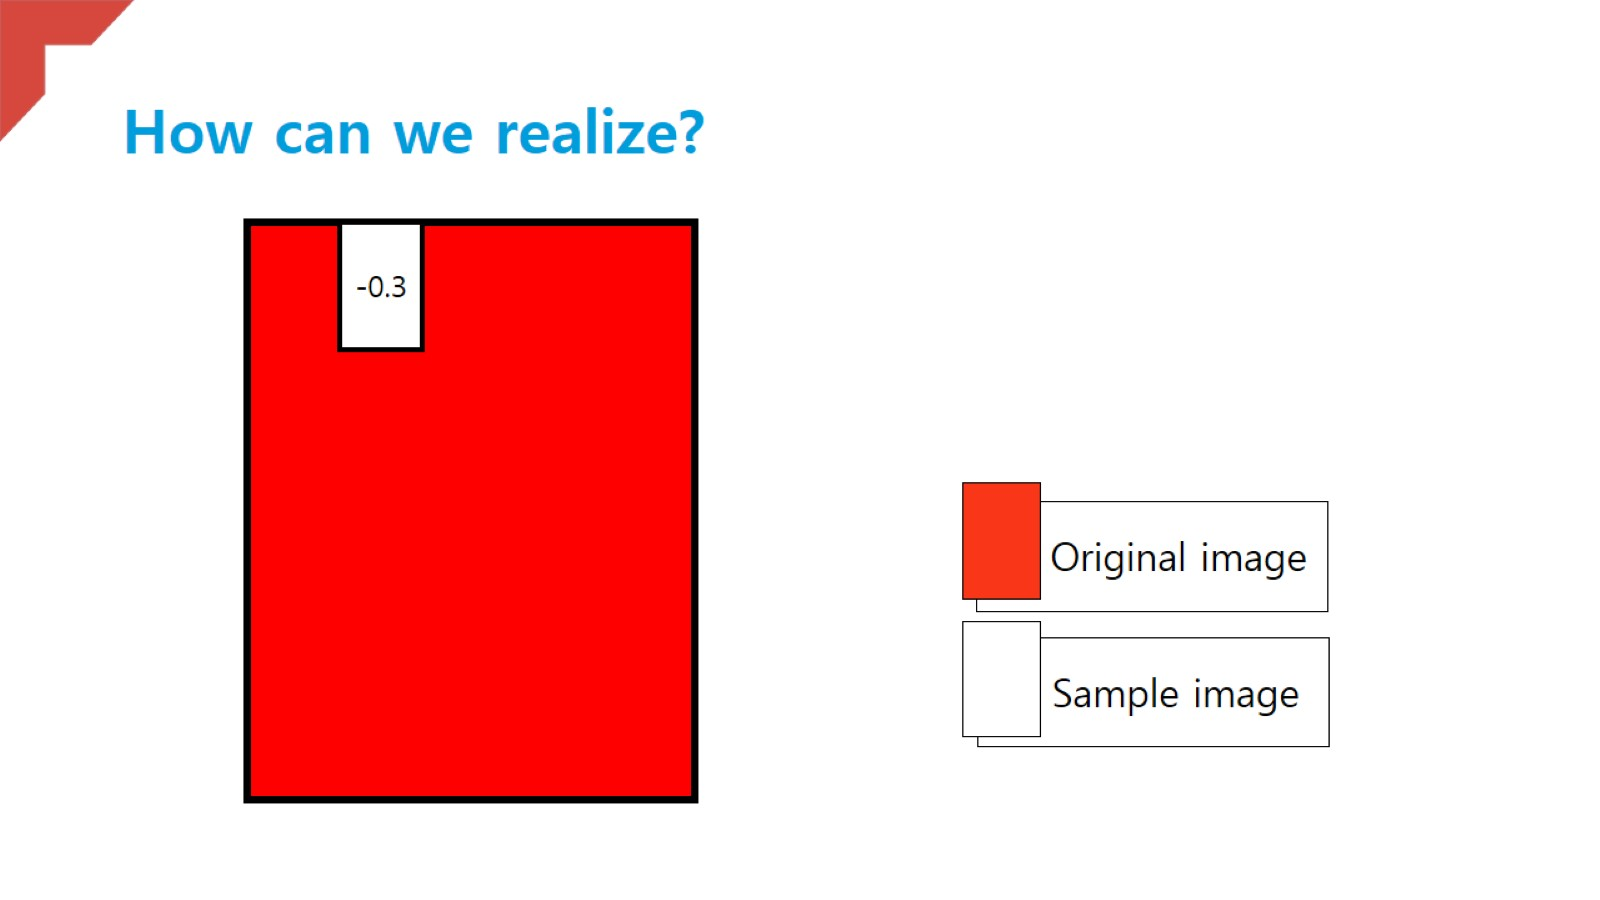 How can we realize?
-0.3
Original image
Sample image